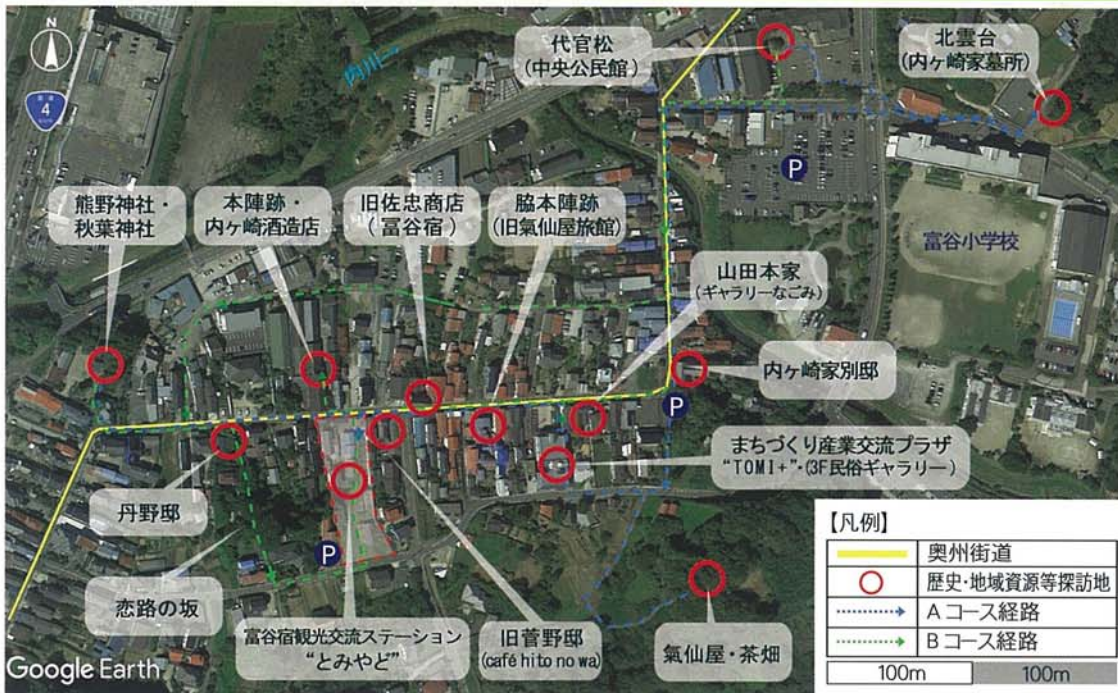 代官松
(中央公民館)
北雲台
(内ヶ崎家墓所)
内川
国道
4
P
熊野神社・
秋葉神社
本陣跡・
内ヶ崎酒造店
旧佐忠商店
(冨谷宿)
脇本陣跡
(旧氣仙屋旅館)
山田本家
(ギャラリーなごみ)
富谷小学校
内ヶ崎家別邸
P
まちづくり産業交流プラザ
“TOMI+”・(3F民俗ギャラリー)
丹野邸
P
恋路の坂
富谷宿観光交流ステーション
“とみやど”
旧菅野邸
(café hito no wa)
氣仙屋・茶畑
Google Earth
【凡例】
奥州街道
歴史・地域資源等探訪地
Aコース経路
Bコース経路
100m 100m